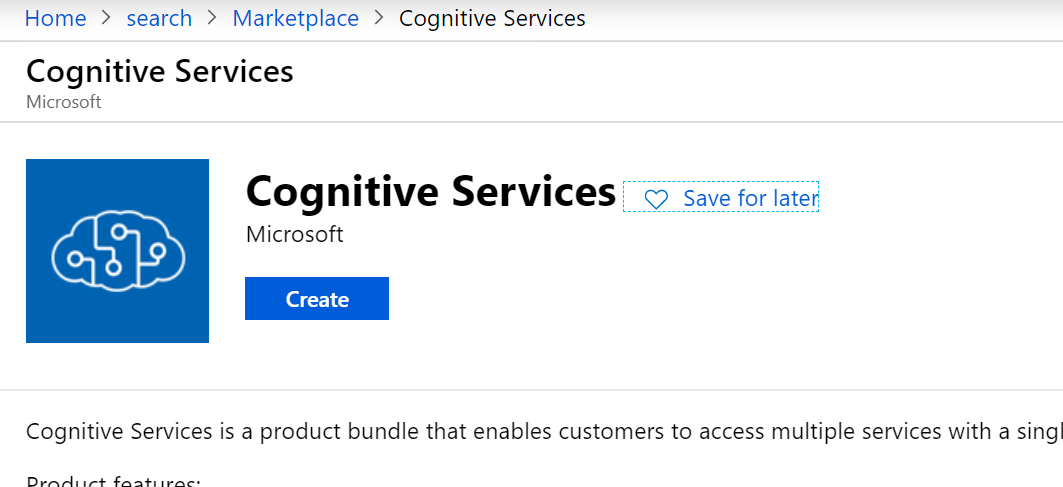 Home > search > Marketplace > Cognitive Services
Cognitive Services
Microsoft
Cognitive Services
Save for later
Microsoft
Create
Cognitive Services is a product bundle that enables customers to access multiple services with a singl
Product features: